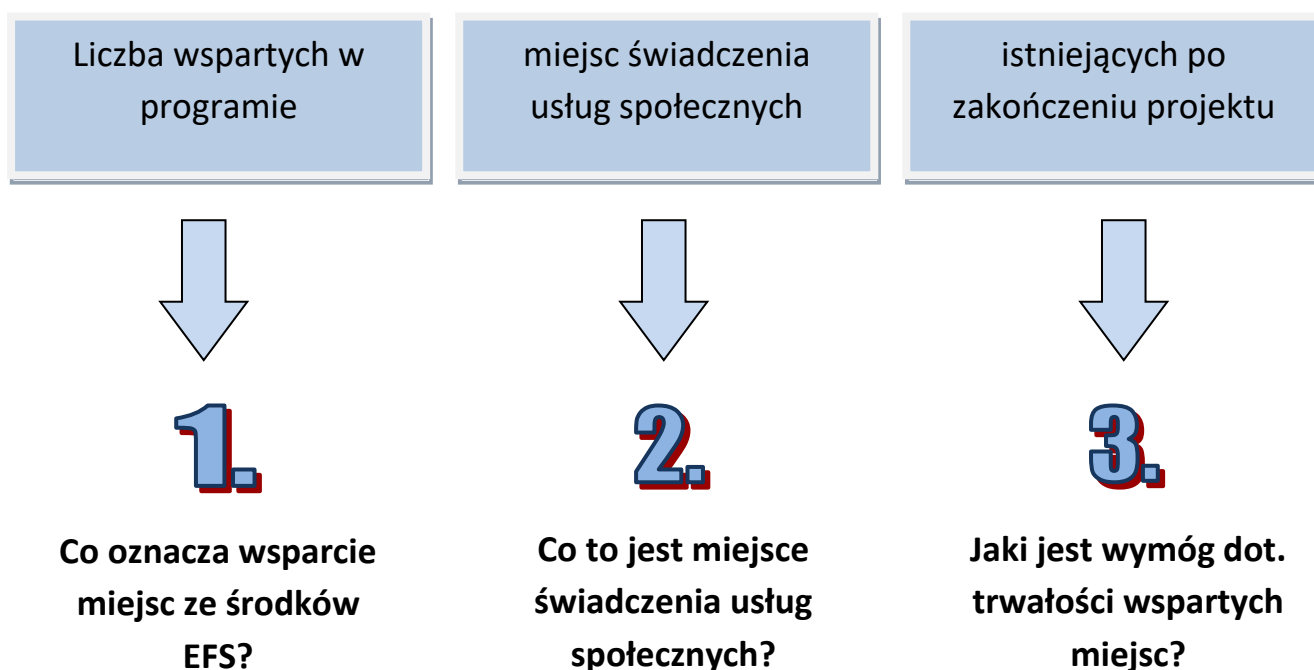 Liczba wspartych w
programie
miejsc świadczenia
usług społecznych
istniejących po
zakończeniu projektu
1.
2.
3.
Co oznacza wsparcie
miejsc ze środków
EFS?
Co to jest miejsce
świadczenia usług
społecznych?
Jaki jest wymóg dot.
trwałości wspartych
miejsc?